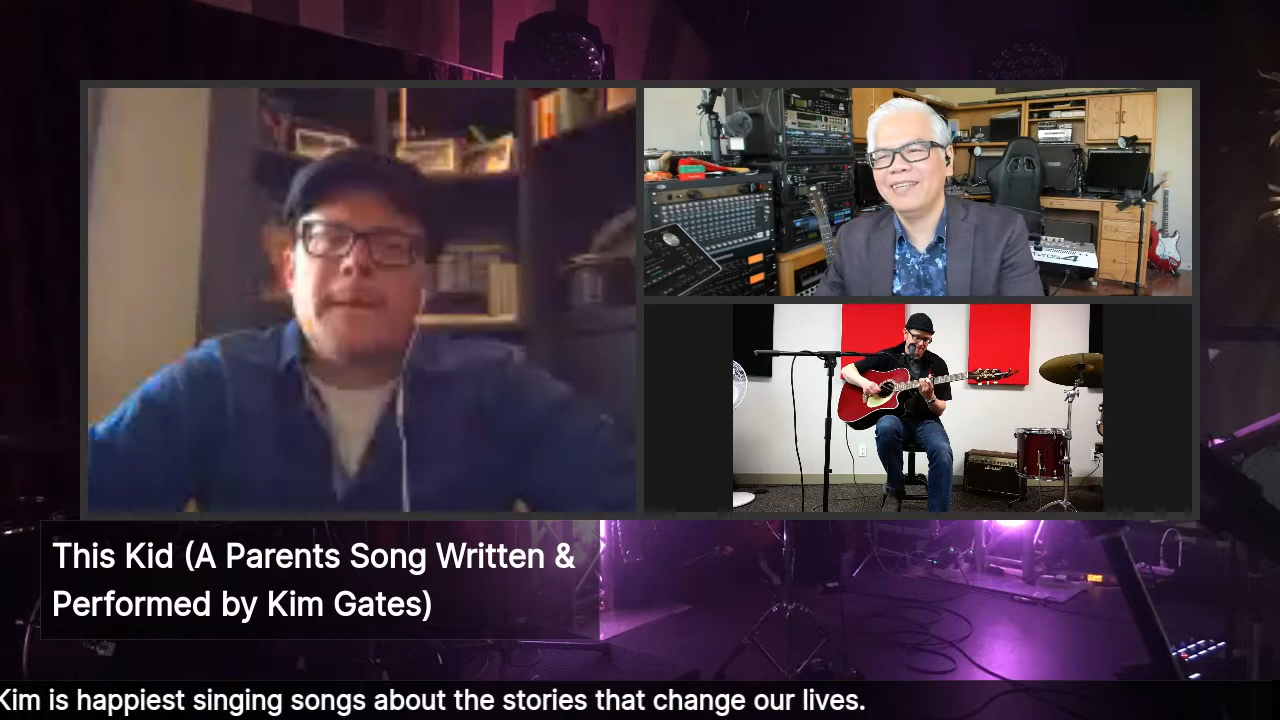 This Kid (A Parents Song Written &
Performed by Kim Gates)
Kim is happiest singing songs about the stories that change our lives.